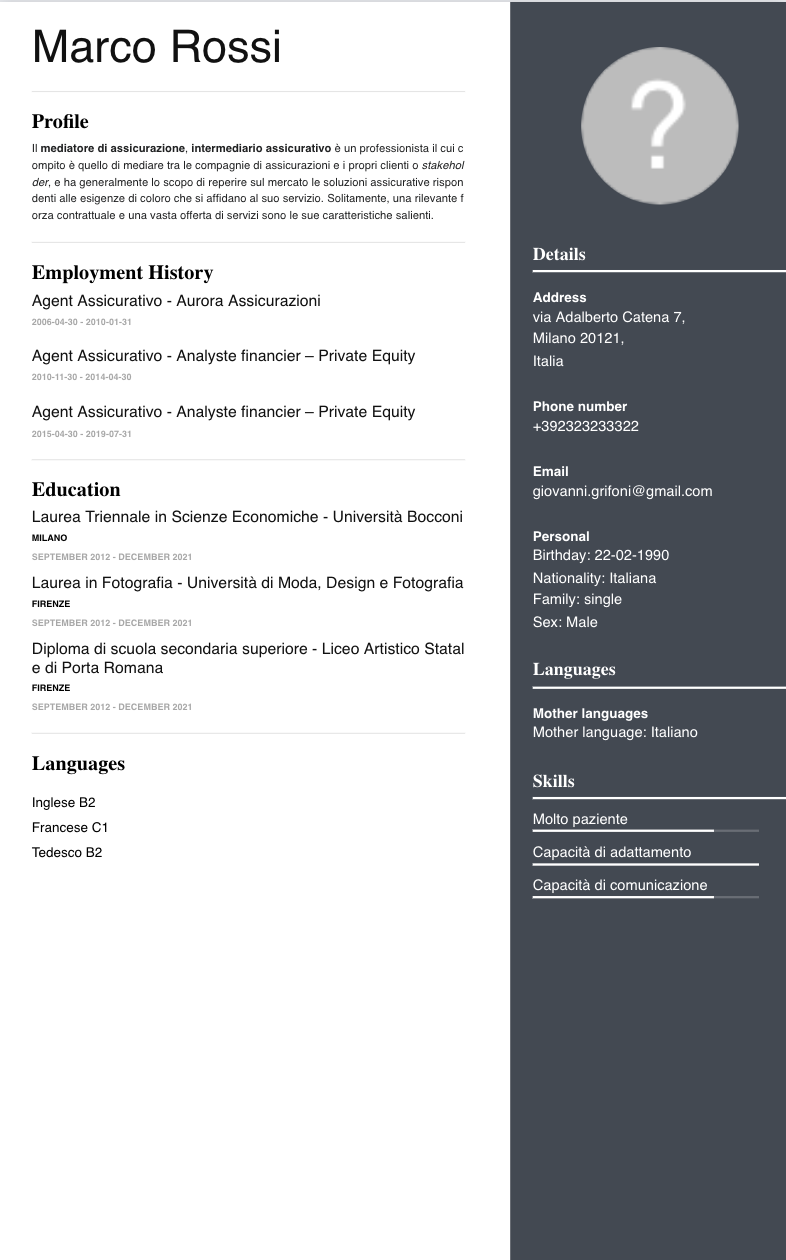 Marco Rossi
Profile
Il mediatore di assicurazione, intermediario assicurativo è un professionista il cui c
ompito è quello di mediare tra le compagnie di assicurazioni e i propri clienti o stakehol
der, e ha generalmente lo scopo di reperire sul mercato le soluzioni assicurative rispon
denti alle esigenze di coloro che si affidano al suo servizio. Solitamente, una rilevante f
orza contrattuale e una vasta offerta di servizi sono le sue caratteristiche salienti.
Employment History
Agent Assicurativo - Aurora Assicurazioni
2006-04-30 - 2010-01-31
Agent Assicurativo - Analyste financier – Private Equity
2010-11-30 - 2014-04-30
Agent Assicurativo - Analyste financier – Private Equity
2015-04-30 - 2019-07-31
Education
Laurea Triennale in Scienze Economiche - Università Bocconi
MILANO
SEPTEMBER 2012 - DECEMBER 2021
Laurea in Fotografia - Università di Moda, Design e Fotografia
FIRENZE
SEPTEMBER 2012 - DECEMBER 2021
Diploma di scuola secondaria superiore - Liceo Artistico Statal
e di Porta Romana
FIRENZE
SEPTEMBER 2012 - DECEMBER 2021
Languages
Inglese B2
Francese C1
Tedesco B2
?
Details
Address
via Adalberto Catena 7,
Milano 20121,
Italia
Phone number
+392323233322
Email
giovanni.grifoni@gmail.com
Personal
Birthday: 22-02-1990
Nationality: Italiana
Family: single
Sex: Male
Languages
Mother languages
Mother language: Italiano
Skills
Molto paziente
Capacità di adattamento
Capacità di comunicazione